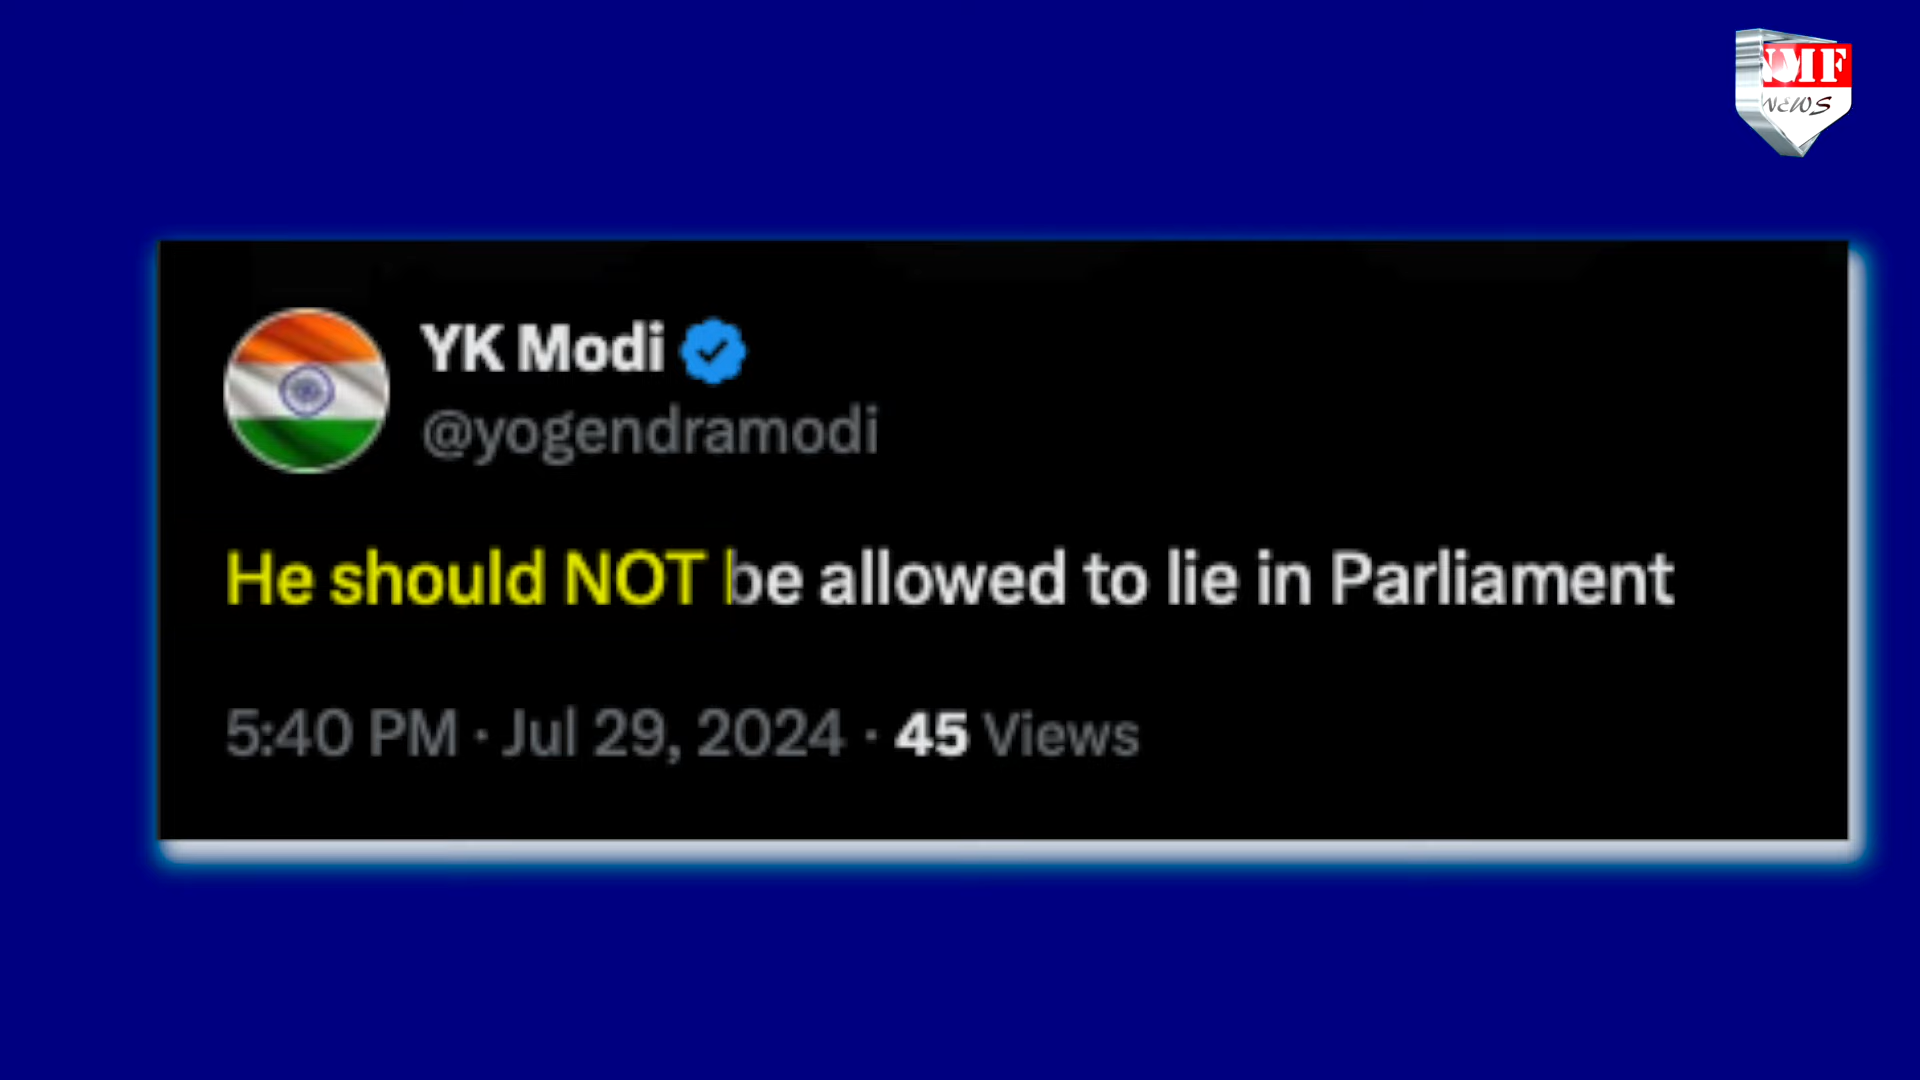 NMF
NEWS
YK Modi
@yogendramodi
He should NOT be allowed to lie in Parliament
5:40 PM · Jul 29, 2024 · 45 Views